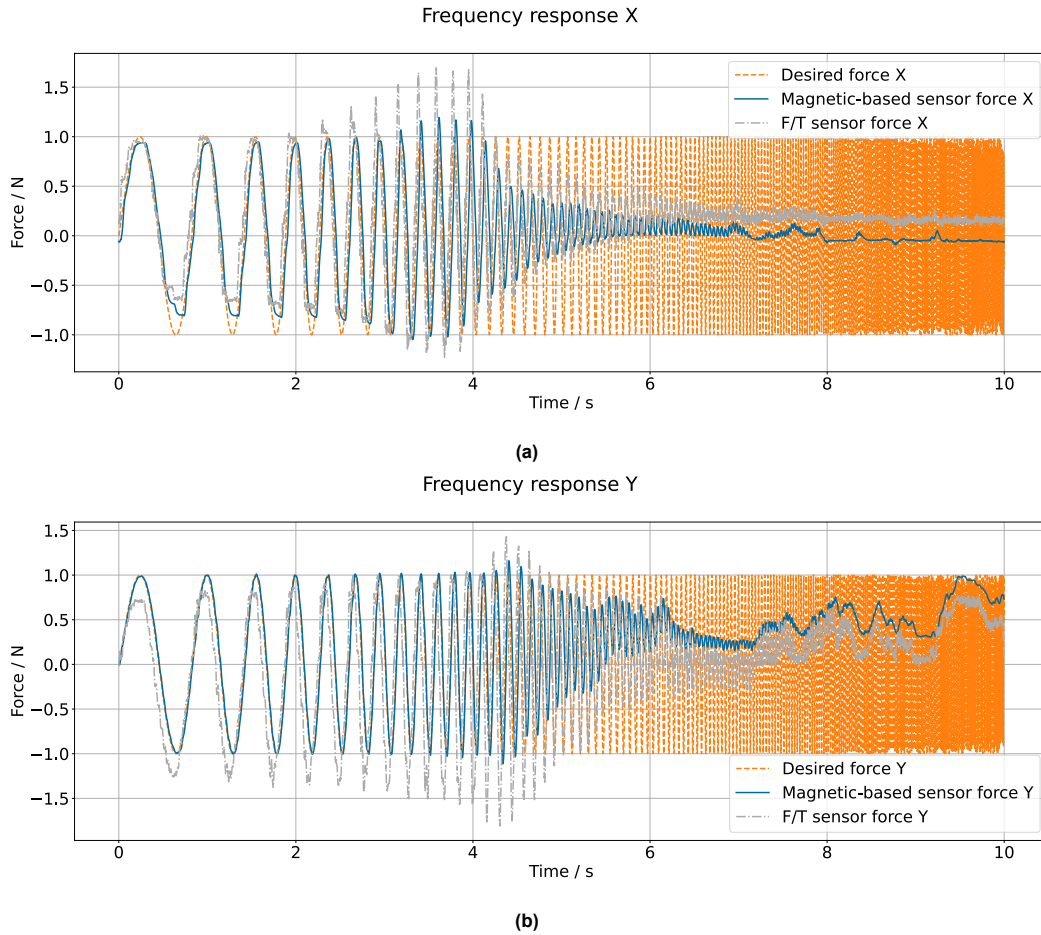 Frequency response X
Force / N
1.5
1.0
0.5
0.0
−0.5
−1.0
Desired force X
Magnetic-based sensor force X
F/T sensor force X
0 2 4 6 8 10
Time / s
(a)
Frequency response Y
Force / N
1.5
1.0
0.5
0.0
−0.5
−1.0
−1.5
Desired force Y
Magnetic-based sensor force Y
F/T sensor force Y
0 2 4 6 8 10
Time / s
(b)